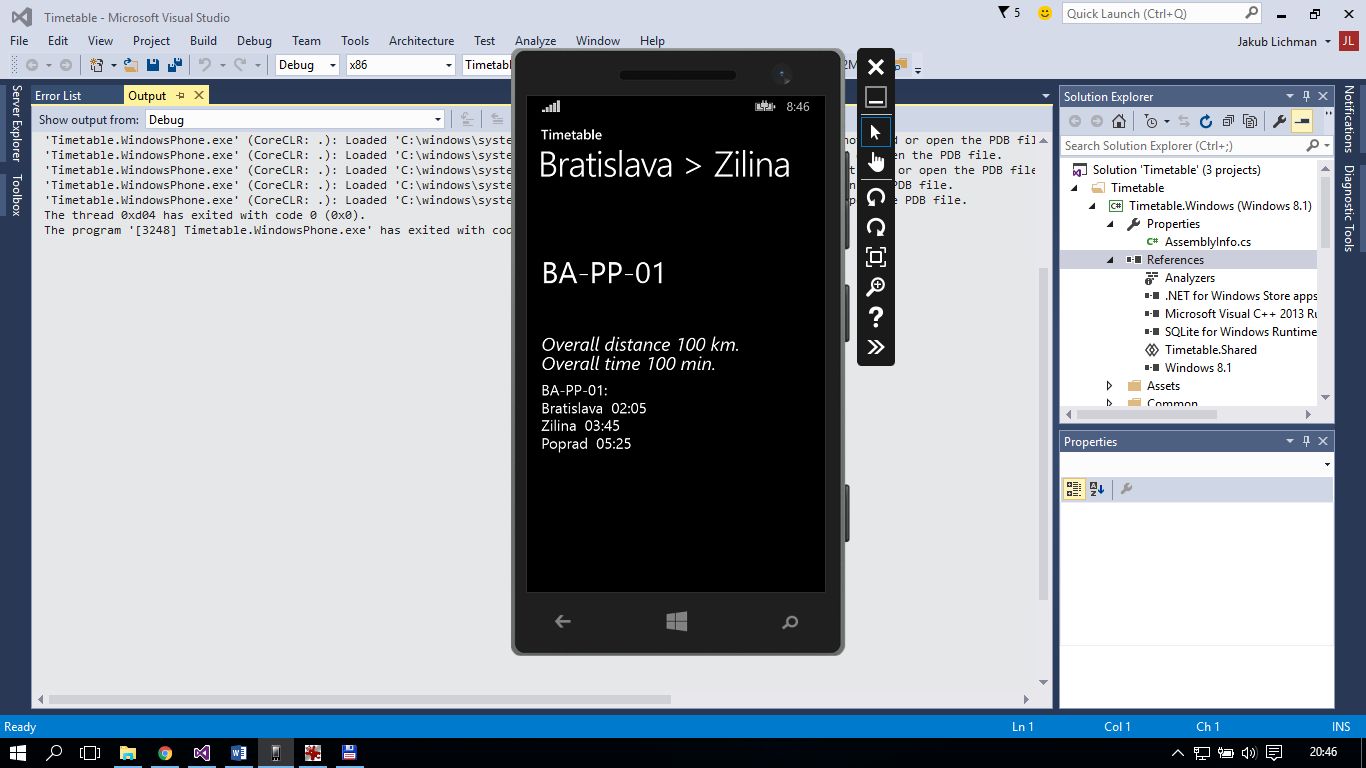 Timetable - Microsoft Visual Studio
5
Quick Launch (Ctrl+Q)
File Edit View Project Build Debug Team Tools Architecture Test Analyze Window Help
Jakub Lichman JL
Debug x86
Server Explorer
Toolbox
Error List Output
Show output from: Debug
'Timetable.WindowsPhone.exe' (CoreCLR: .): Loaded 'C:\windows\syste or open the PDB file
'Timetable.WindowsPhone.exe' (CoreCLR: .): Loaded 'C:\windows\syste en the PDB file.
'Timetable.WindowsPhone.exe' (CoreCLR: .): Loaded 'C:\windows\syste or open the PDB file
'Timetable.WindowsPhone.exe' (CoreCLR: .): Loaded 'C:\windows\syste PDB file.
'Timetable.WindowsPhone.exe' (CoreCLR: .): Loaded 'C:\windows\syste PDB file.
The thread 0xd04 has exited with code 0 (0x0).
The program '[3248] Timetable.WindowsPhone.exe' has exited with cod
8:46
Timetable
Bratislava > Zilina
BA-PP-01
Overall distance 100 km.
Overall time 100 min.
BA-PP-01:
Bratislava 02:05
Zilina 03:45
Poprad 05:25
Solution Explorer
Search Solution Explorer (Ctrl+;)
Solution 'Timetable' (3 projects)
Timetable
C# Timetable.Windows (Windows 8.1)
Properties
C# AssemblyInfo.cs
References
Analyzers
.NET for Windows Store apps
Microsoft Visual C++ 2013 Ru
SQLite for Windows Runtime
Timetable.Shared
Windows 8.1
Assets
Common
Properties
Notifications
Diagnostic Tools
Ready Ln 1 Col 1 Ch 1 INS
20:46